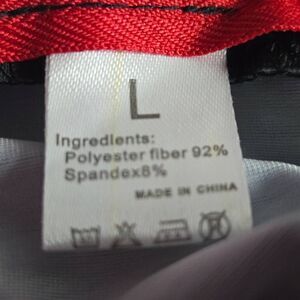 L
Ingredients:
Polyester fiber 92%
Spandex8%
MADE IN CHINA